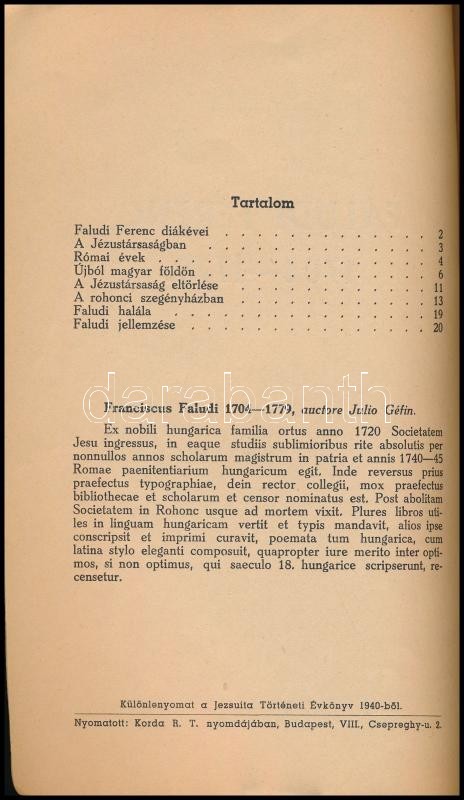 Tartalom
Faludi Ferenc diákévei . . . . . . . . . . . . . . 2
A Jézustársaságban . . . . . . . . . . . . . . 3
Római évek . . . . . . . . . . . . . . 4
Újból magyar földön . . . . . . . . . . . . . . 6
A Jézustársaság eltörlése . . . . . . . . . . . . . . 11
A rohonci szegényházban . . . . . . . . . . . . . . 13
Faludi halála . . . . . . . . . . . . . . 19
Faludi jellemzése . . . . . . . . . . . . . . 20
darabanth
Franciscus Faludi 1704—1779, auctore Julio Géfin.
Ex nobili hungarica familia ortus anno 1720 Societatem
Jesu ingressus, in eaque studiis sublimioribus rite absolutis per
nonnullos annos scholarum magistrum in patria et annis 1740—45
Romae paenitentiarium hungaricum egit. Inde reversus prius
praefectus typographiae, dein rector collegii, mox praefectus
bibliothecae et scholarum et censor nominatus est. Post abolitam
Societatem in Rohonc usque ad mortem vixit. Plures libros uti-
les in linguam hungaricam vertit et typis mandavit, alios ipse
conscripsit et imprimi curavit, poemata tum hungarica, cum
latina stylo eleganti composuit, quapropter iure merito inter opti-
mos, si non optimus, qui saeculo 18. hungarice scripserunt, re-
censetur.
Különlenyomat a Jezsuita Történeti Évkönyv 1940-ből.
Nyomatott: Korda R. T. nyomdájában, Budapest, VIII., Csepreghy-u. 2.